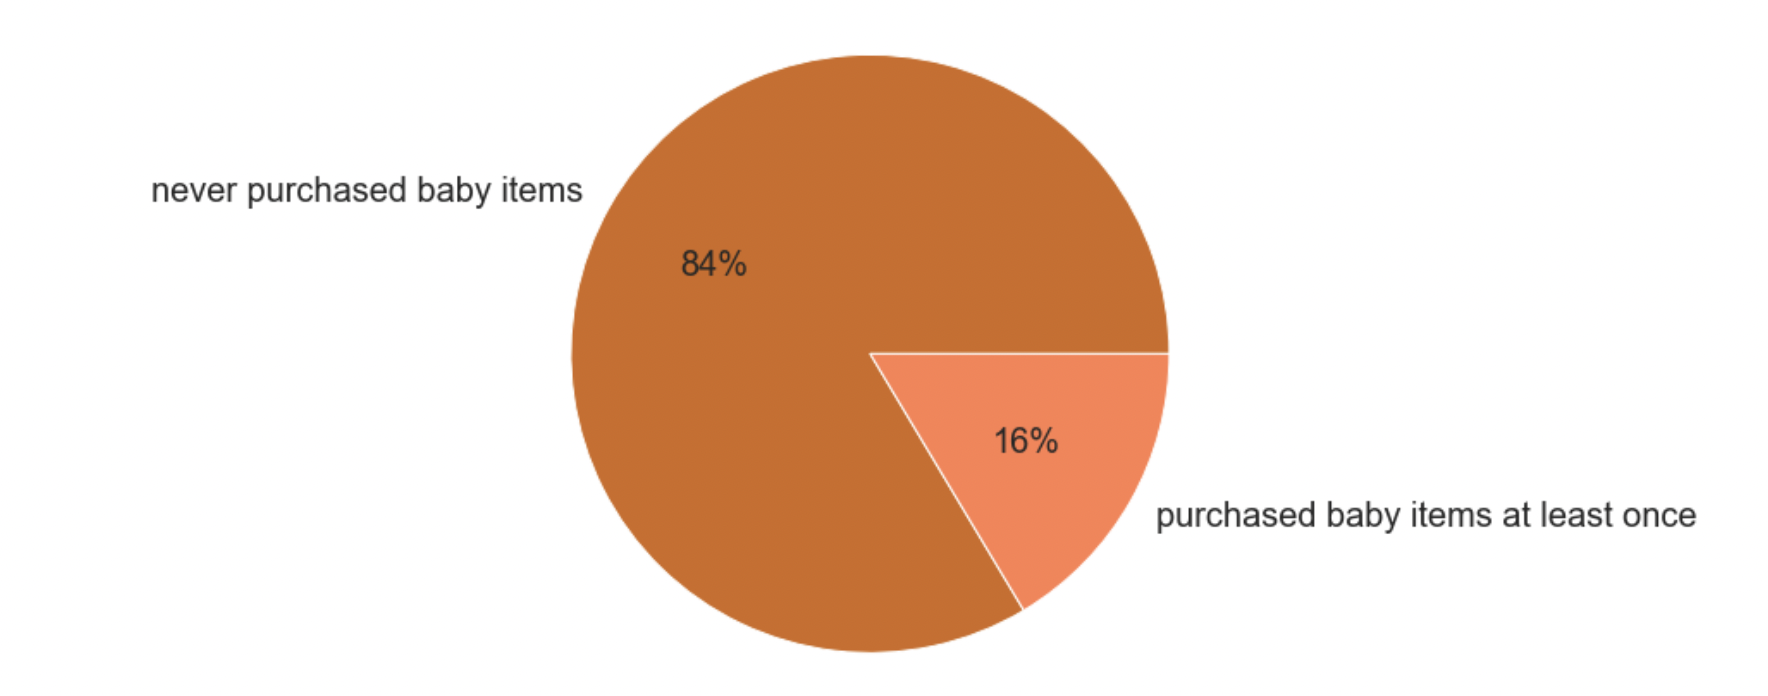 never purchased baby items
84%
16%
purchased baby items at least once